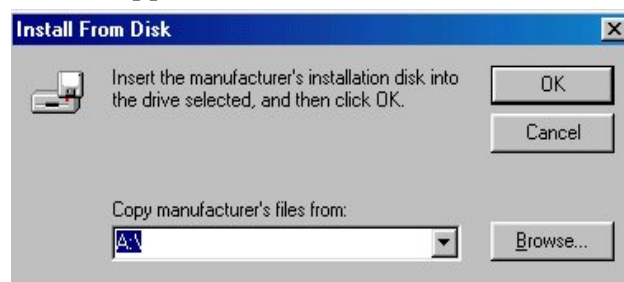 Install From Disk
Insert the manufacturer's installation disk into
the drive selected, and then click OK.
OK
Cancel
Copy manufacturer's files from:
A:\
Browse...